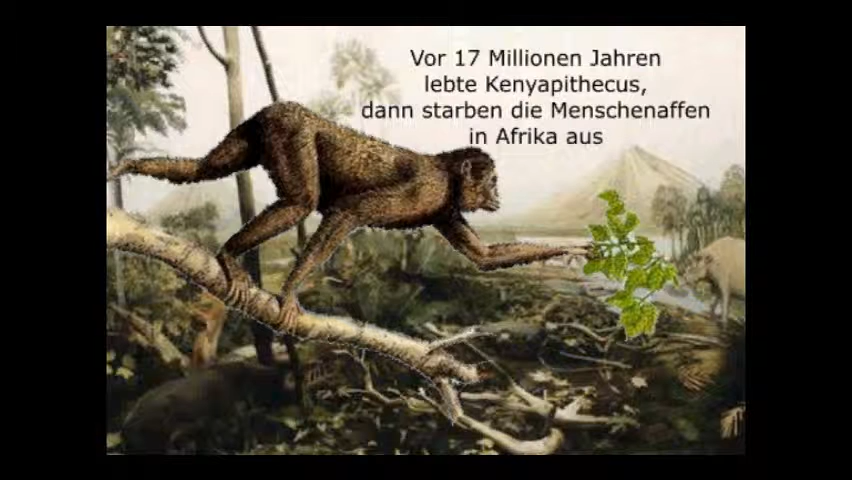 Vor 17 Millionen Jahren
lebte Kenyapithecus,
dann starben die Menschenaffen
in Afrika aus